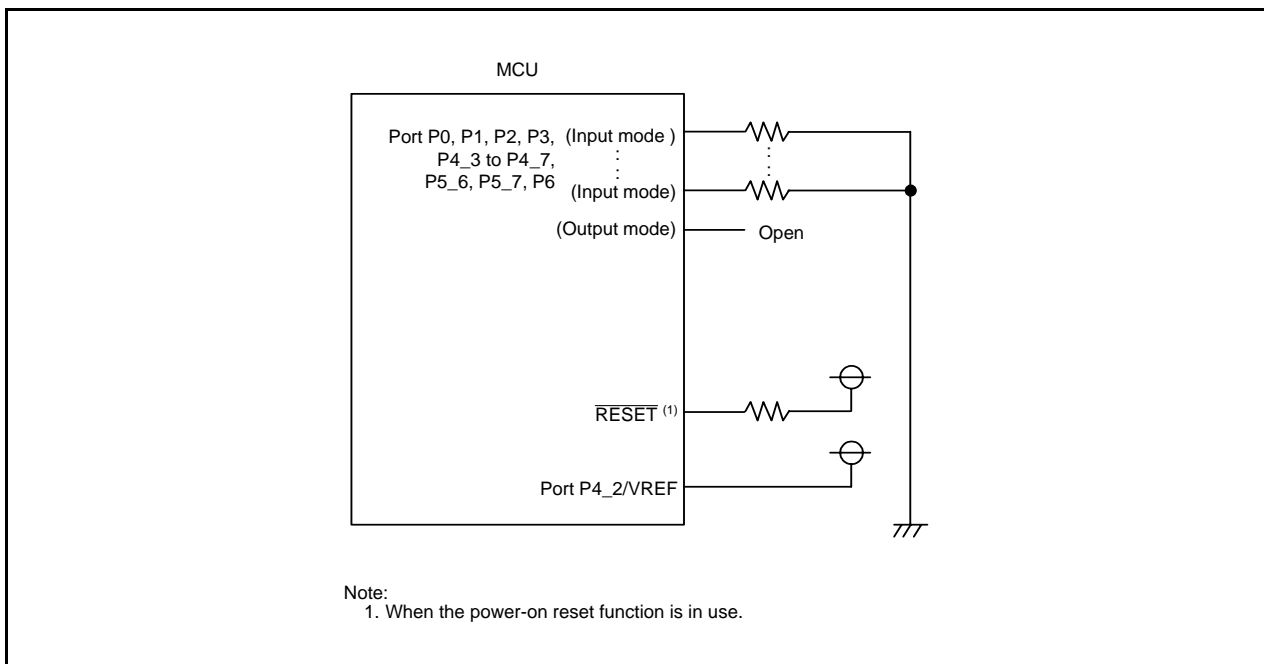 MCU
Port P0, P1, P2, P3, (Input mode )
P4_3 to P4_7,
P5_6, P5_7, P6
(Input mode)
(Output mode) Open
RESET (1)
Port P4_2/VREF
Note:
1. When the power-on reset function is in use.